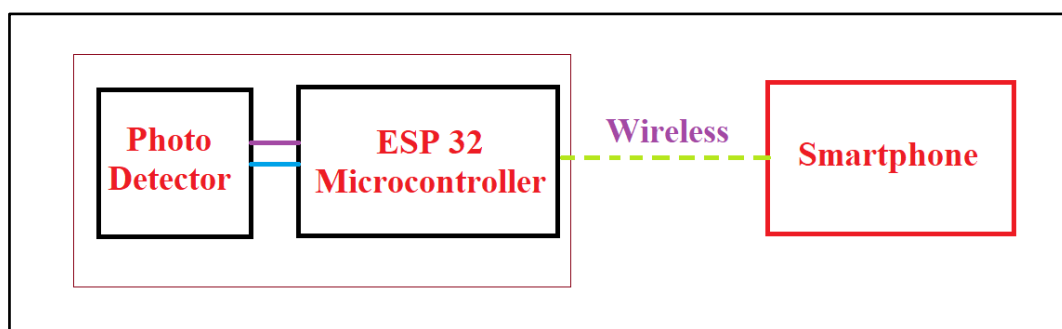 Photo
Detector
ESP 32
Microcontroller
Wireless
Smartphone